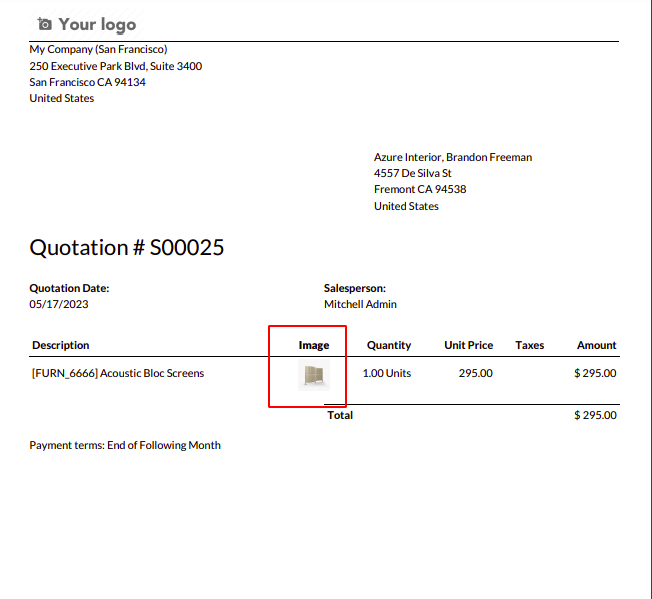 Your logo
My Company (San Francisco)
250 Executive Park Blvd, Suite 3400
San Francisco CA 94134
United States
Azure Interior, Brandon Freeman
4557 De Silva St
Fremont CA 94538
United States
Quotation # S00025
Quotation Date: Salesperson:
05/17/2023 Mitchell Admin
Description Image Quantity Unit Price Taxes Amount
[FURN_6666] Acoustic Bloc Screens 1.00 Units 295.00 $ 295.00
Total $ 295.00
Payment terms: End of Following Month